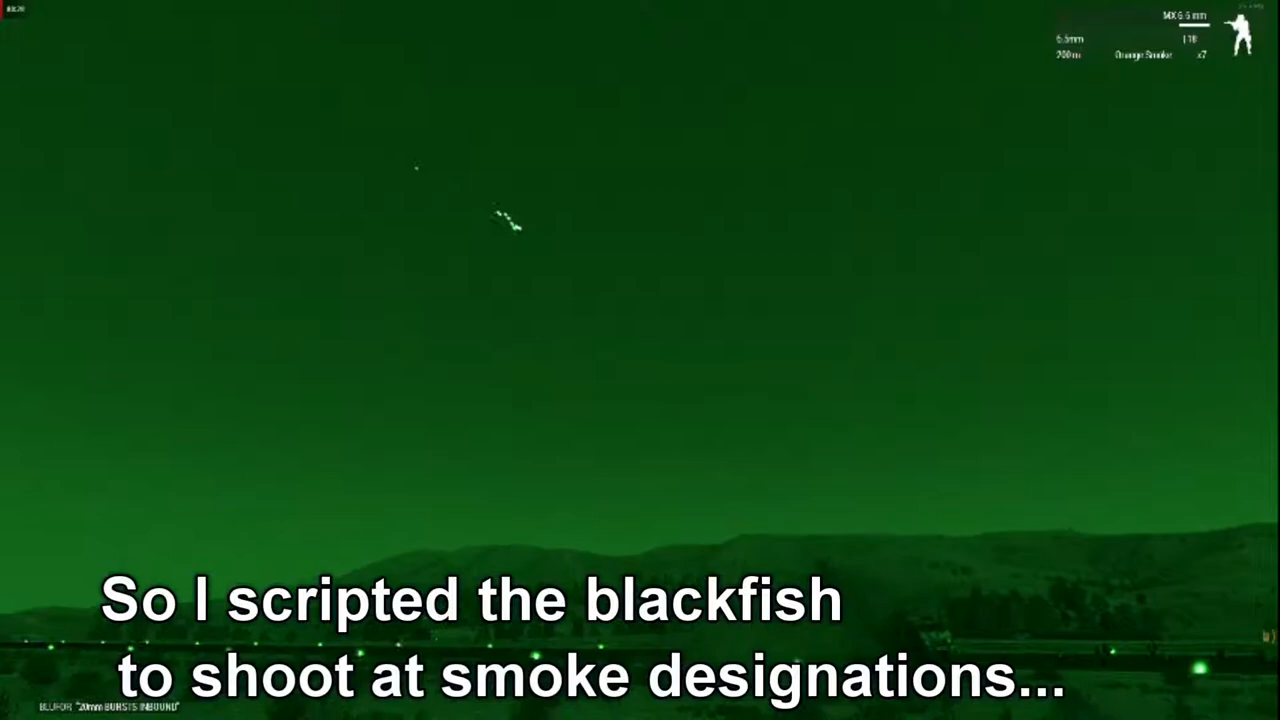 MX 6.5 mm
6.5mm
200m Orange Smoke x7
So I scripted the blackfish
to shoot at smoke designations...
BLUFOR "20mm BURSTS INBOUND"